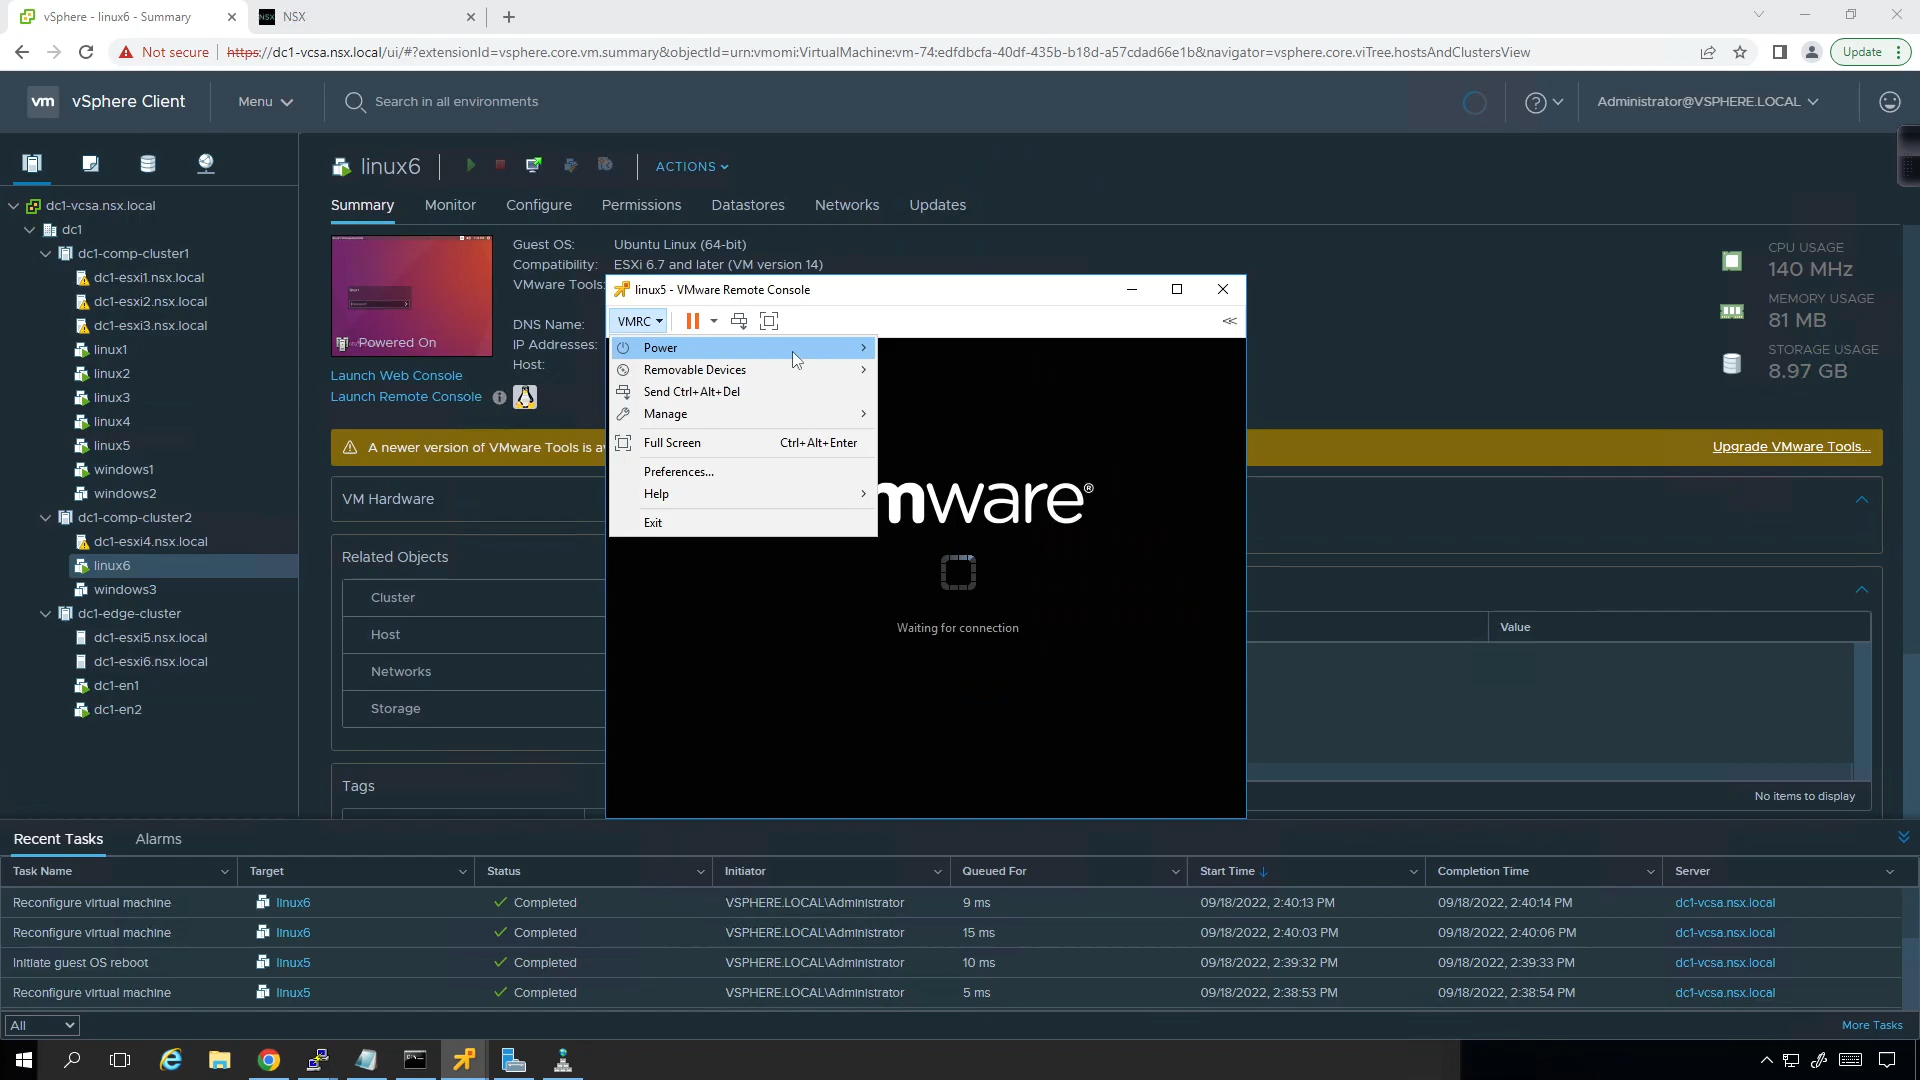 vSphere - linux6 - Summary
NSX
NSX
Not secure
https://dc1-vcsa.nsx.local/ui/#?extensionId=vsphere.core.vm.summary&objectId=urn:vmomi:VirtualMachine:vm-74:edfdbcfa-40df-435b-b18d-a57cdad66e1b&navigator=vsphere.core.viTree.hostsAndClustersView
Update
vm vSphere Client
Menu
Search in all environments
Administrator@VSPHERE.LOCAL
linux6
ACTIONS
Summary
Monitor
Configure
Permissions
Datastores
Networks
Updates
dc1-vcsa.nsx.local
dc1
dc1-comp-cluster1
dc1-esxi1.nsx.local
dc1-esxi2.nsx.local
dc1-esxi3.nsx.local
linux1
linux2
linux3
linux4
linux5
windows1
windows2
dc1-comp-cluster2
dc1-esxi4.nsx.local
linux6
windows3
dc1-edge-cluster
dc1-esxi5.nsx.local
dc1-esxi6.nsx.local
dc1-en1
dc1-en2
Powered On
Launch Web Console
Launch Remote Console
Guest OS: Ubuntu Linux (64-bit)
Compatibility: ESXi 6.7 and later (VM version 14)
VMware Tools:
DNS Name:
IP Addresses:
Host:
CPU USAGE
140 MHz
MEMORY USAGE
81 MB
STORAGE USAGE
8.97 GB
A newer version of VMware Tools is av
Upgrade VMware Tools...
VM Hardware
Related Objects
Cluster
Host
Networks
Storage
Tags
Value
No items to display
linux5 - VMware Remote Console
VMRC
Power
Removable Devices
Send Ctrl+Alt+Del
Manage
Full Screen Ctrl+Alt+Enter
Preferences...
Help
Exit
mware®
Waiting for connection
Recent Tasks
Alarms
Task Name Target Status Initiator Queued For Start Time Completion Time Server
Reconfigure virtual machine linux6 Completed VSPHERE.LOCAL\Administrator 9 ms 09/18/2022, 2:40:13 PM 09/18/2022, 2:40:14 PM dc1-vcsa.nsx.local
Reconfigure virtual machine linux6 Completed VSPHERE.LOCAL\Administrator 15 ms 09/18/2022, 2:40:03 PM 09/18/2022, 2:40:06 PM dc1-vcsa.nsx.local
Initiate guest OS reboot linux5 Completed VSPHERE.LOCAL\Administrator 10 ms 09/18/2022, 2:39:32 PM 09/18/2022, 2:39:33 PM dc1-vcsa.nsx.local
Reconfigure virtual machine linux5 Completed VSPHERE.LOCAL\Administrator 5 ms 09/18/2022, 2:38:53 PM 09/18/2022, 2:38:54 PM dc1-vcsa.nsx.local
All
More Tasks